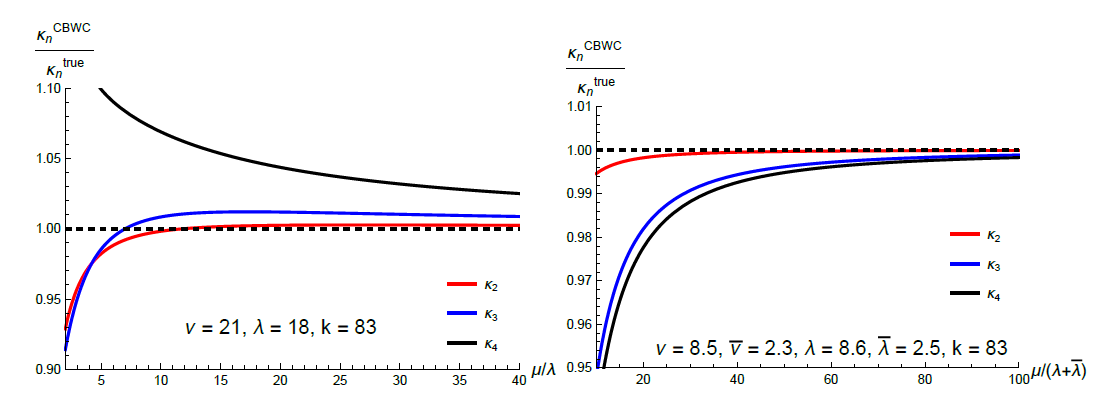 κₙ^CBWC
κₙ^true
1.10
1.05
1.00
0.95
0.90
5 10 15 20 25 30 35 40
μ/λ
κ₂
κ₃
κ₄
ν = 21, λ = 18, k = 83
κₙ^CBWC
κₙ^true
1.01
1.00
0.99
0.98
0.97
0.96
0.95
20 40 60 80 100
μ/(λ+λ̅)
κ₂
κ₃
κ₄
ν = 8.5, ν̅ = 2.3, λ = 8.6, λ̅ = 2.5, k = 83